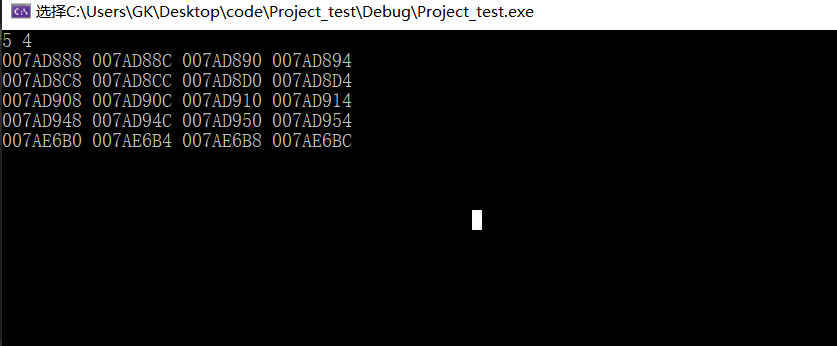 选择C:\Users\GK\Desktop\code\Project_test\Debug\Project_test.exe
5 4
007AD888 007AD88C 007AD890 007AD894
007AD8C8 007AD8CC 007AD8D0 007AD8D4
007AD908 007AD90C 007AD910 007AD914
007AD948 007AD94C 007AD950 007AD954
007AE6B0 007AE6B4 007AE6B8 007AE6BC